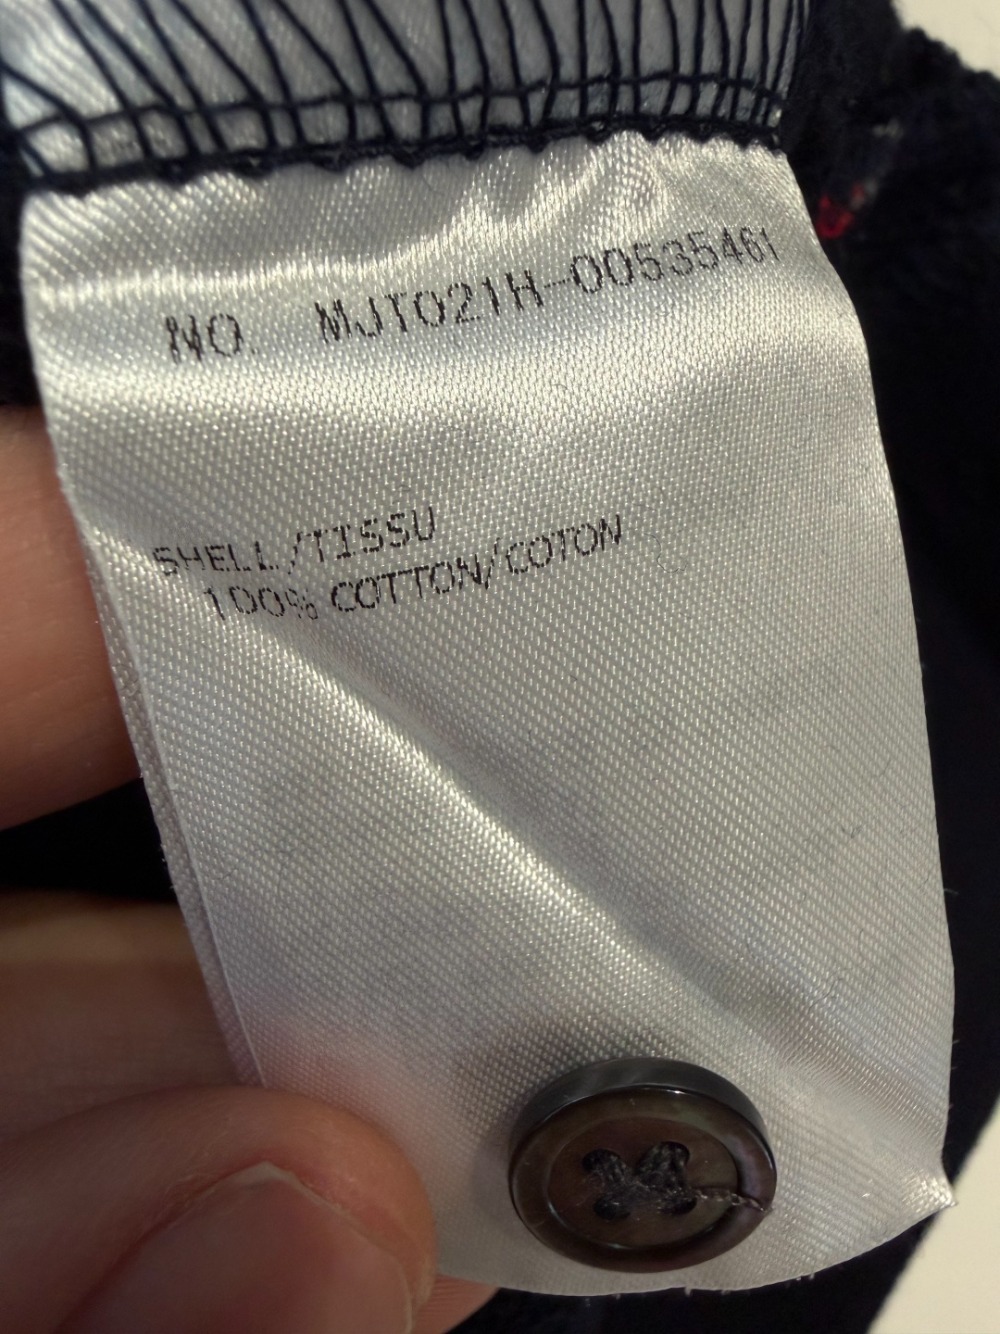 NO. MJT021H-00535461
SHELL/TISSU
100% COTTON/COTON